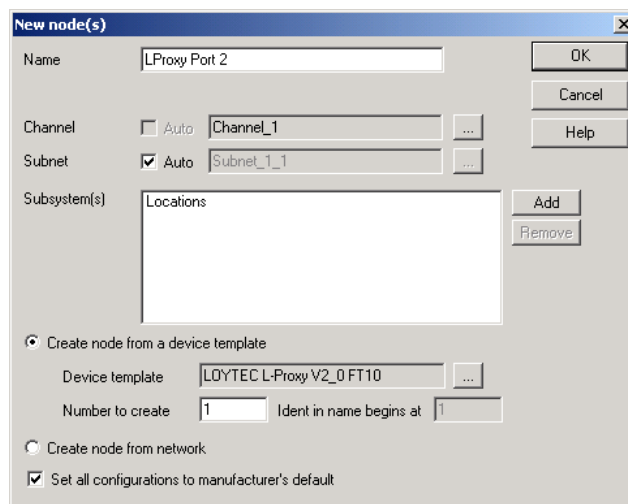 New node(s)
Name LProxy Port 2 OK
Cancel
Channel Auto Channel_1 ... Help
Subnet Auto Subnet_1_1 ...
Subsystem(s) Locations Add
Remove
Create node from a device template
Device template LOYTEC L-Proxy V2_0 FT10 ...
Number to create 1 Ident in name begins at 1
Create node from network
Set all configurations to manufacturer's default